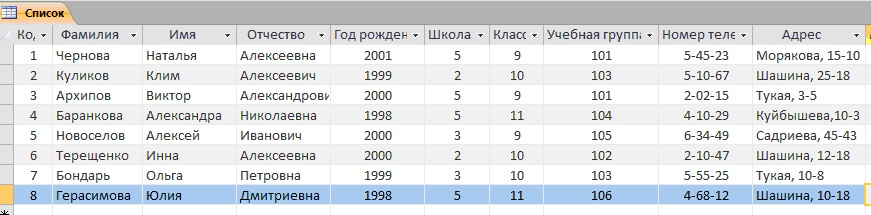 Список
Ко, Фамилия Имя Отчество Год рожден Школа Класс Учебная группа Номер теле Адрес
1 Чернова Наталья Алексеевна 2001 5 9 101 5-45-23 Морякова, 15-10
2 Куликов Клим Алексеевич 1999 2 10 103 5-10-67 Шашина, 25-18
3 Архипов Виктор Александрови 2000 5 9 101 2-02-15 Тукая, 3-5
4 Баранкова Александра Николаевна 1998 5 11 104 4-10-29 Куйбышева,10-3
5 Новоселов Алексей Иванович 2000 3 9 105 6-34-49 Садриева, 45-43
6 Терещенко Инна Алексеевна 2000 2 10 102 2-10-47 Шашина, 12-18
7 Бондарь Ольга Петровна 1999 3 10 103 5-55-25 Тукая, 10-8
8 Герасимова Юлия Дмитриевна 1998 5 11 106 4-68-12 Шашина, 10-18